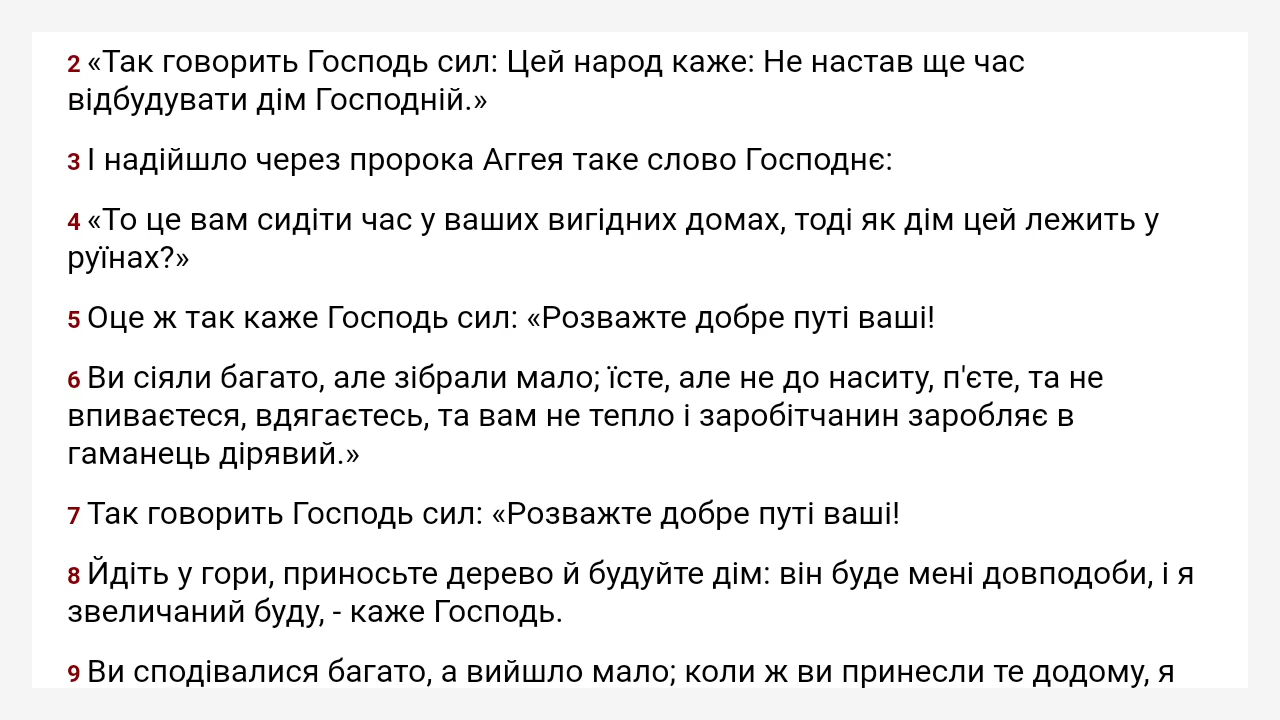 2 «Так говорить Господь сил: Цей народ каже: Не настав ще час
відбудувати дім Господній.»
3 І надійшло через пророка Аггея таке слово Господнє:
4 «То це вам сидіти час у ваших вигідних домах, тоді як дім цей лежить у
руїнах?»
5 Оце ж так каже Господь сил: «Розважте добре путі ваші!
6 Ви сіяли багато, але зібрали мало; їсте, але не до наситу, п'єте, та не
впиваєтеся, вдягаєтесь, та вам не тепло і заробітчанин заробляє в
гаманець дірявий.»
7 Так говорить Господь сил: «Розважте добре путі ваші!
8 Йдіть у гори, приносьте дерево й будуйте дім: він буде мені довподоби, і я
звеличаний буду, - каже Господь.
9 Ви сподівалися багато, а вийшло мало; коли ж ви принесли те додому, я